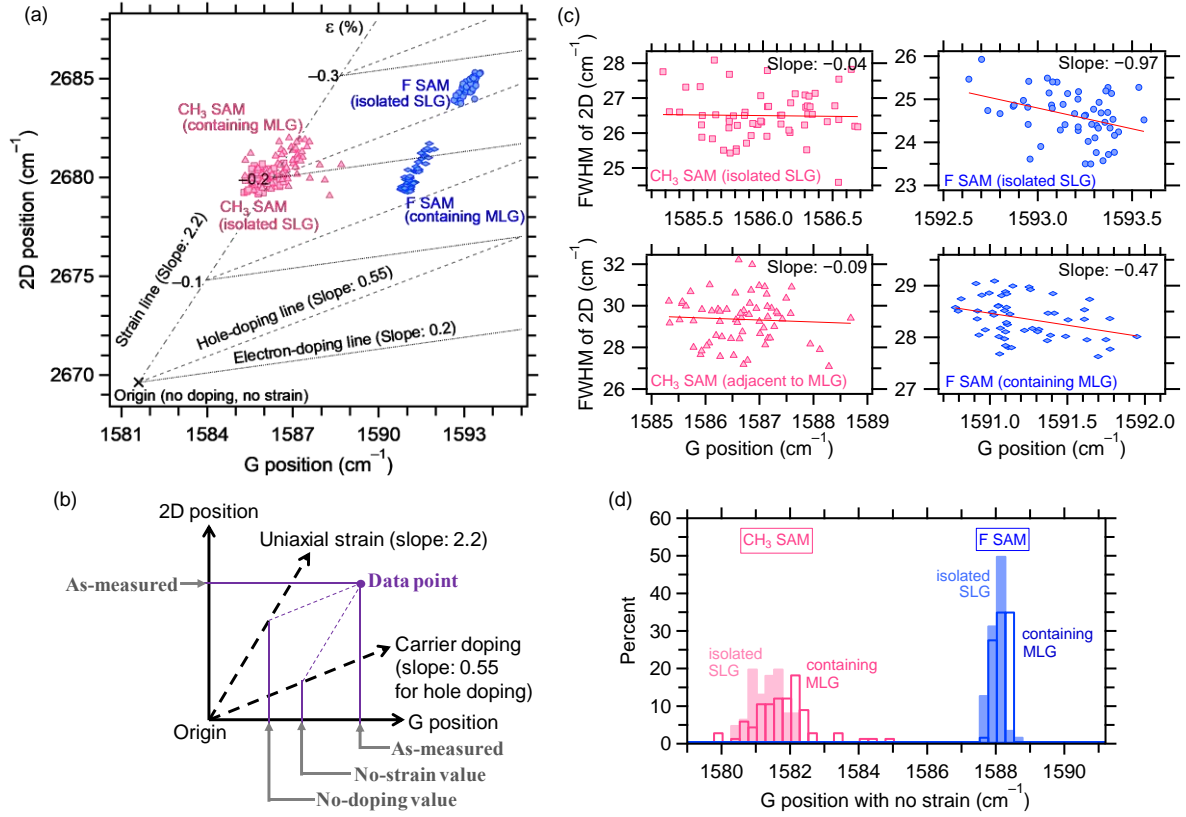 (a)
2D position (cm⁻¹)
2685
2680
2675
2670
ε (%)
−0.3
F SAM
(isolated SLG)
CH₃ SAM
(containing MLG)
−0.2
CH₃ SAM
(isolated SLG)
F SAM
(containing MLG)
Strain line (Slope: 2.2)
−0.1
Hole-doping line (Slope: 0.55)
Electron-doping line (Slope: 0.2)
Origin (no doping, no strain)
1581 1584 1587 1590 1593
G position (cm⁻¹)
(b)
2D position
Uniaxial strain (slope: 2.2)
As-measured
Data point
Carrier doping
(slope: 0.55
for hole doping)
Origin
G position
As-measured
No-strain value
No-doping value
(c)
FWHM of 2D (cm⁻¹)
28
27
26
25
Slope: −0.04
CH₃ SAM (isolated SLG)
1585.5 1586.0 1586.5
26
25
24
23
Slope: −0.97
F SAM (isolated SLG)
1592.5 1593.0 1593.5
FWHM of 2D (cm⁻¹)
32
30
28
26
Slope: −0.09
CH₃ SAM (adjacent to MLG)
1585 1586 1587 1588 1589
G position (cm⁻¹)
29
28
27
Slope: −0.47
F SAM (containing MLG)
1591.0 1591.5 1592.0
G position (cm⁻¹)
(d)
Percent
60
50
40
30
20
10
0
CH₃ SAM
F SAM
isolated
SLG
containing
MLG
isolated
SLG
containing
MLG
1580 1582 1584 1586 1588 1590
G position with no strain (cm⁻¹)